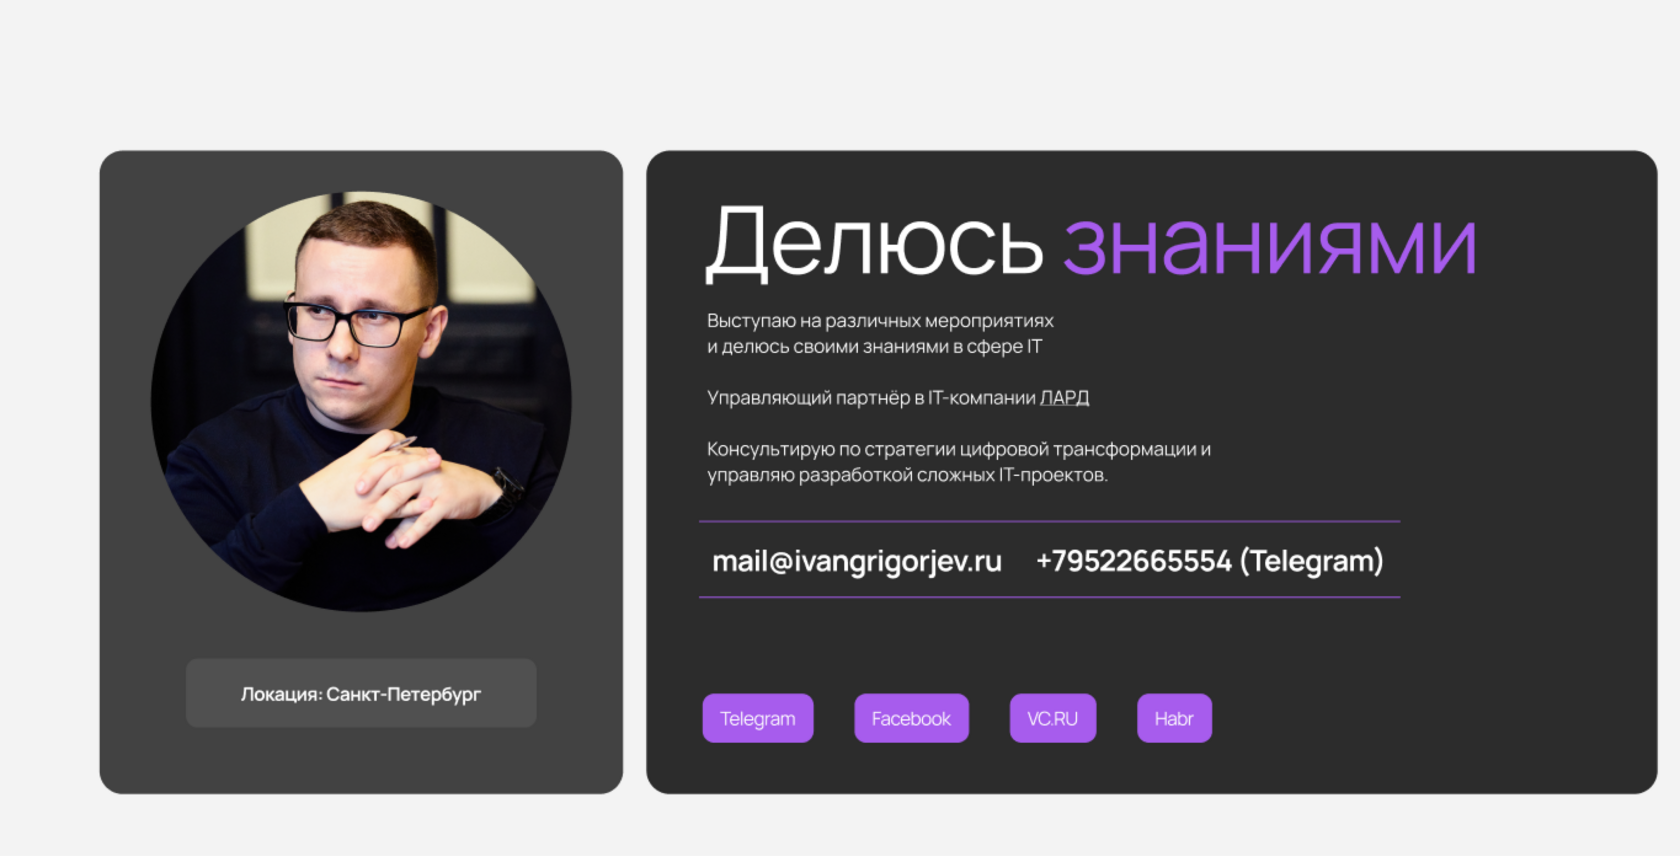 Делюсь знаниями
Выступаю на различных мероприятиях
и делюсь своими знаниями в сфере IT
Управляющий партнёр в IT-компании ЛАРД
Консультирую по стратегии цифровой трансформации и
управляю разработкой сложных IT-проектов.
mail@ivangrigorjev.ru +79522665554 (Telegram)
Локация: Санкт-Петербург
Telegram Facebook VC.RU Habr